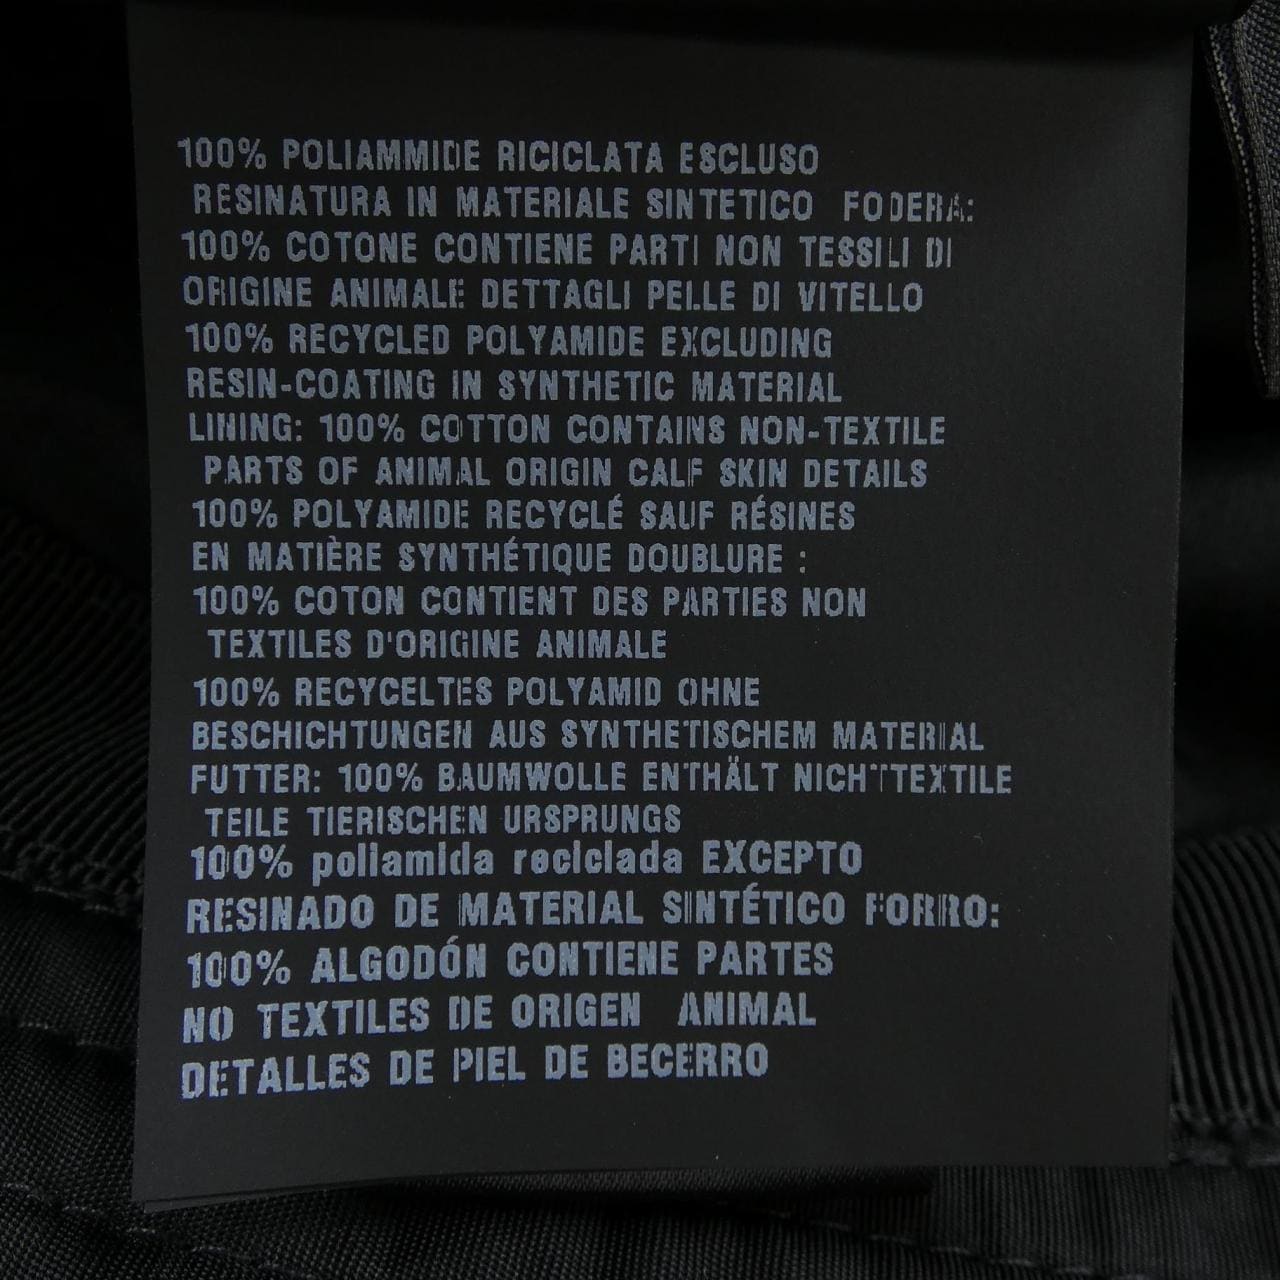 100% POLIAMMIDE RICICLATA ESCLUSO
RESINATURA IN MATERIALE SINTETICO FODERA:
100% COTONE CONTIENE PARTI NON TESSILI DI
ORIGINE ANIMALE DETTAGLI PELLE DI VITELLO
100% RECYCLED POLYAMIDE EXCLUDING
RESIN-COATING IN SYNTHETIC MATERIAL
LINING: 100% COTTON CONTAINS NON-TEXTILE
PARTS OF ANIMAL ORIGIN CALF SKIN DETAILS
100% POLYAMIDE RECYCLÉ SAUF RÉSINES
EN MATIÈRE SYNTHÉTIQUE DOUBLURE :
100% COTON CONTIENT DES PARTIES NON
TEXTILES D'ORIGINE ANIMALE
100% RECYCELTES POLYAMID OHNE
BESCHICHTUNGEN AUS SYNTHETISCHEM MATERIAL
FUTTER: 100% BAUMWOLLE ENTHÄLT NICHTTEXTILE
TEILE TIERISCHEN URSPRUNGS
100% poliamida reciclada EXCEPTO
RESINADO DE MATERIAL SINTÉTICO FORRO:
100% ALGODÓN CONTIENE PARTES
NO TEXTILES DE ORIGEN ANIMAL
DETALLES DE PIEL DE BECERRO